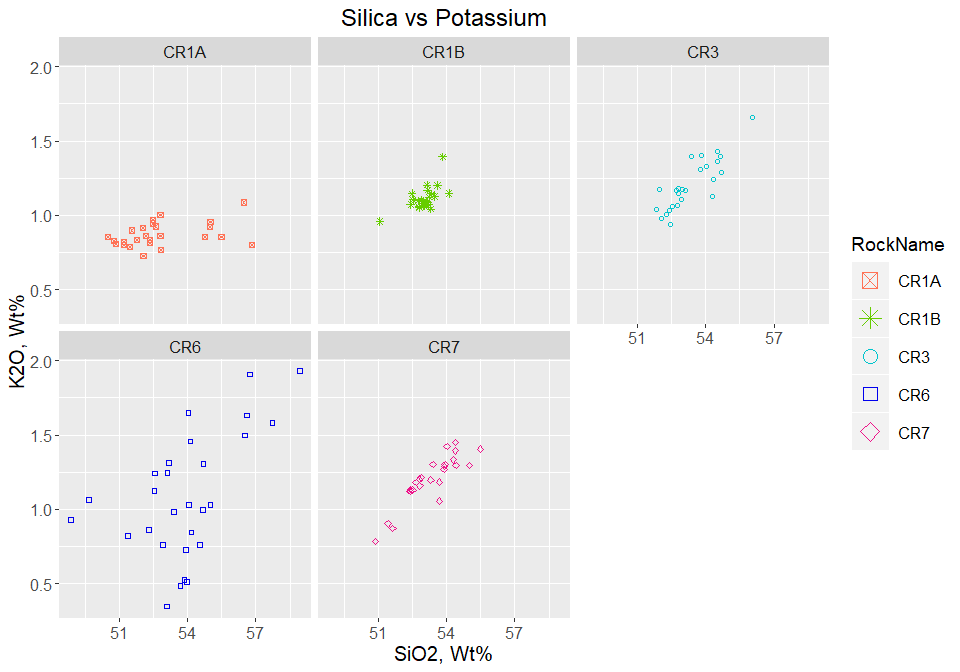 Silica vs Potassium
CR1A
CR1B
CR3
2.0
1.5
1.0
0.5
51
54
57
CR6
CR7
2.0
1.5
1.0
0.5
51
54
57
51
54
57
K2O, Wt%
SiO2, Wt%
RockName
CR1A
CR1B
CR3
CR6
CR7